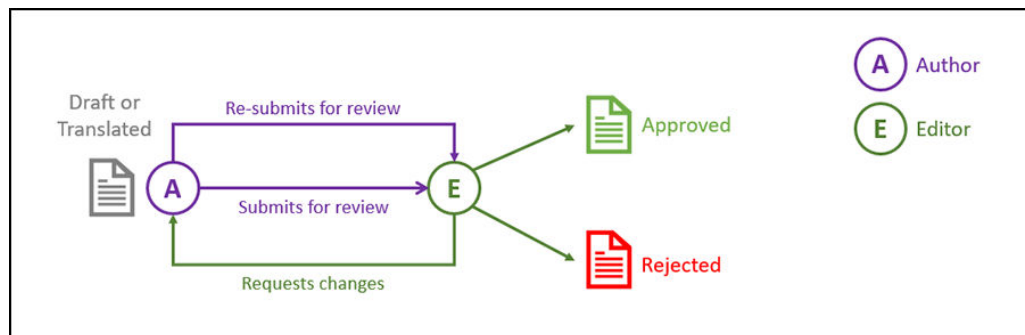 Draft or
Translated
A
Re-submits for review
Submits for review
E
Requests changes
Approved
Rejected
A Author
E Editor